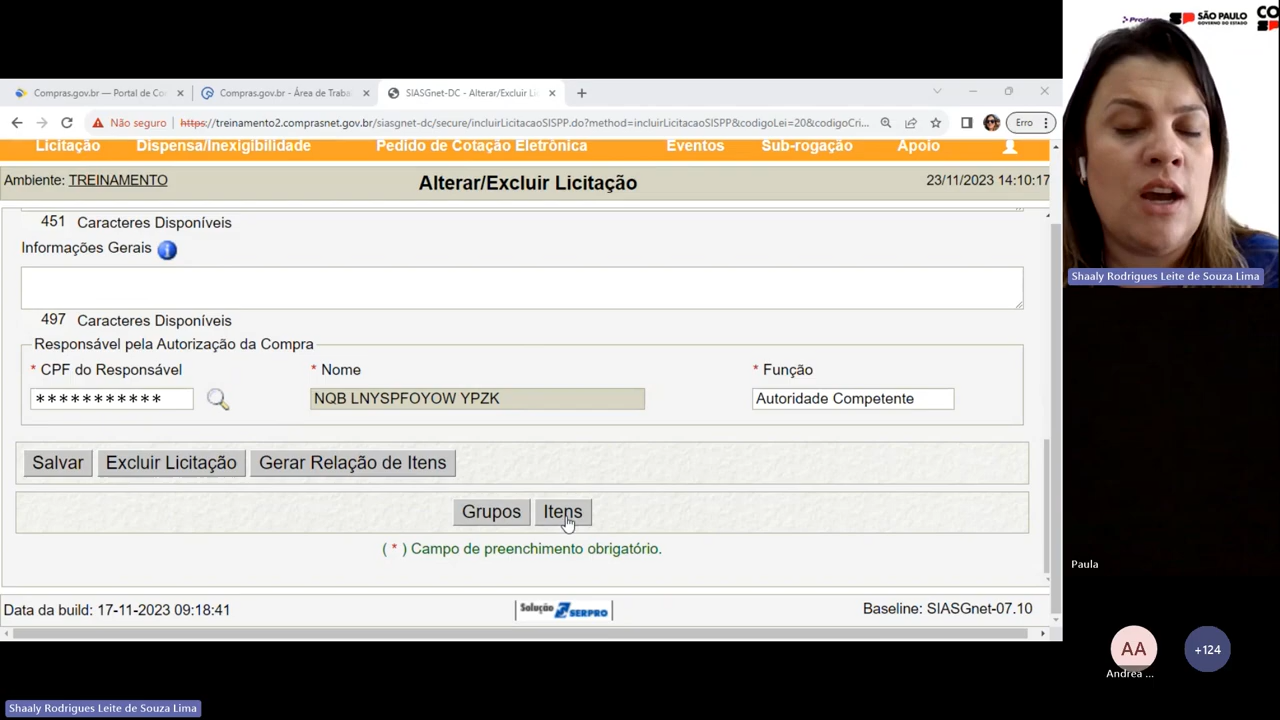 Compras.gov.br — Portal de Co
Compras.gov.br - Área de Traba
SIASGnet-DC - Alterar/Excluir Li
Não seguro
https://treinamento2.comprasnet.gov.br/siasgnet-dc/secure/incluirLicitacaoSISPP.do?method=incluirLicitacaoSISPP&codigoLei=20&codigoCri...
Erro
Licitação Dispensa/Inexigibilidade Pedido de Cotação Eletrônica Eventos Sub-rogação Apoio
Ambiente: TREINAMENTO
Alterar/Excluir Licitação
23/11/2023 14:10:17
451 Caracteres Disponíveis
Informações Gerais
497 Caracteres Disponíveis
Responsável pela Autorização da Compra
* CPF do Responsável * Nome * Função
*********** NQB LNYSPFOYOW YPZK Autoridade Competente
Salvar Excluir Licitação Gerar Relação de Itens
Grupos Itens
( * ) Campo de preenchimento obrigatório.
Data da build: 17-11-2023 09:18:41
Solução SERPRO
Baseline: SIASGnet-07.10
Shaaly Rodrigues Leite de Souza Lima
SÃO PAULO
GOVERNO DO ESTADO
Shaaly Rodrigues Leite de Souza Lima
Paula
AA
Andrea ...
+124